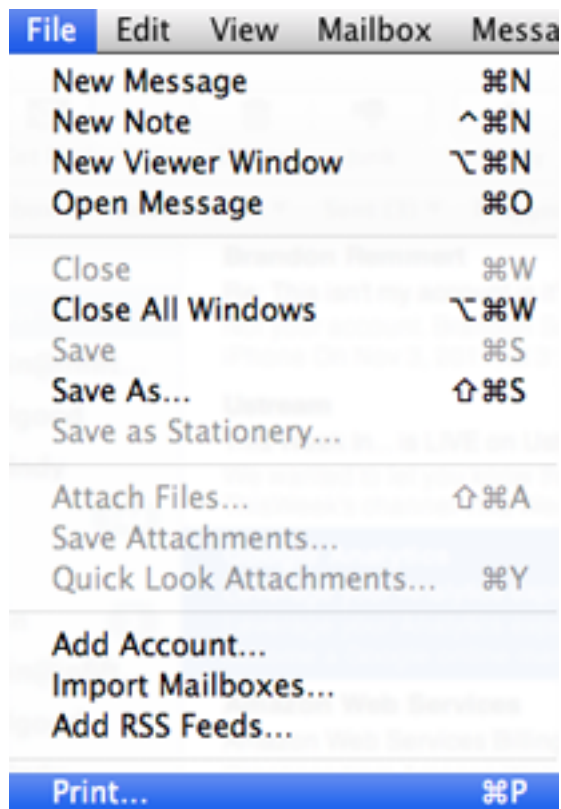 File Edit View Mailbox Messa
New Message ⌘N
New Note ^⌘N
New Viewer Window ⌥⌘N
Open Message ⌘O
Close ⌘W
Close All Windows ⌥⌘W
Save ⌘S
Save As... ⇧⌘S
Save as Stationery...
Attach Files... ⇧⌘A
Save Attachments...
Quick Look Attachments... ⌘Y
Add Account...
Import Mailboxes...
Add RSS Feeds...
Print... ⌘P